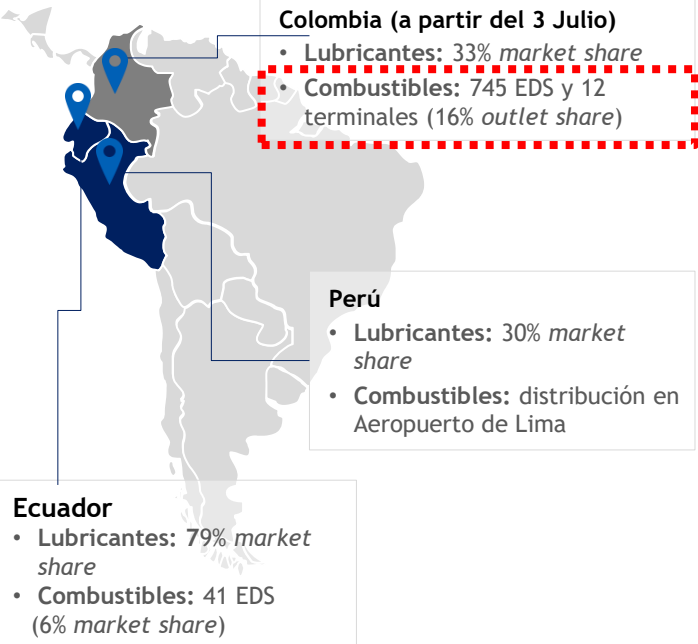 Colombia (a partir del 3 Julio)
• Lubricantes: 33% market share
• Combustibles: 745 EDS y 12
terminales (16% outlet share)
Perú
• Lubricantes: 30% market
share
• Combustibles: distribución en
Aeropuerto de Lima
Ecuador
• Lubricantes: 79% market
share
• Combustibles: 41 EDS
(6% market share)